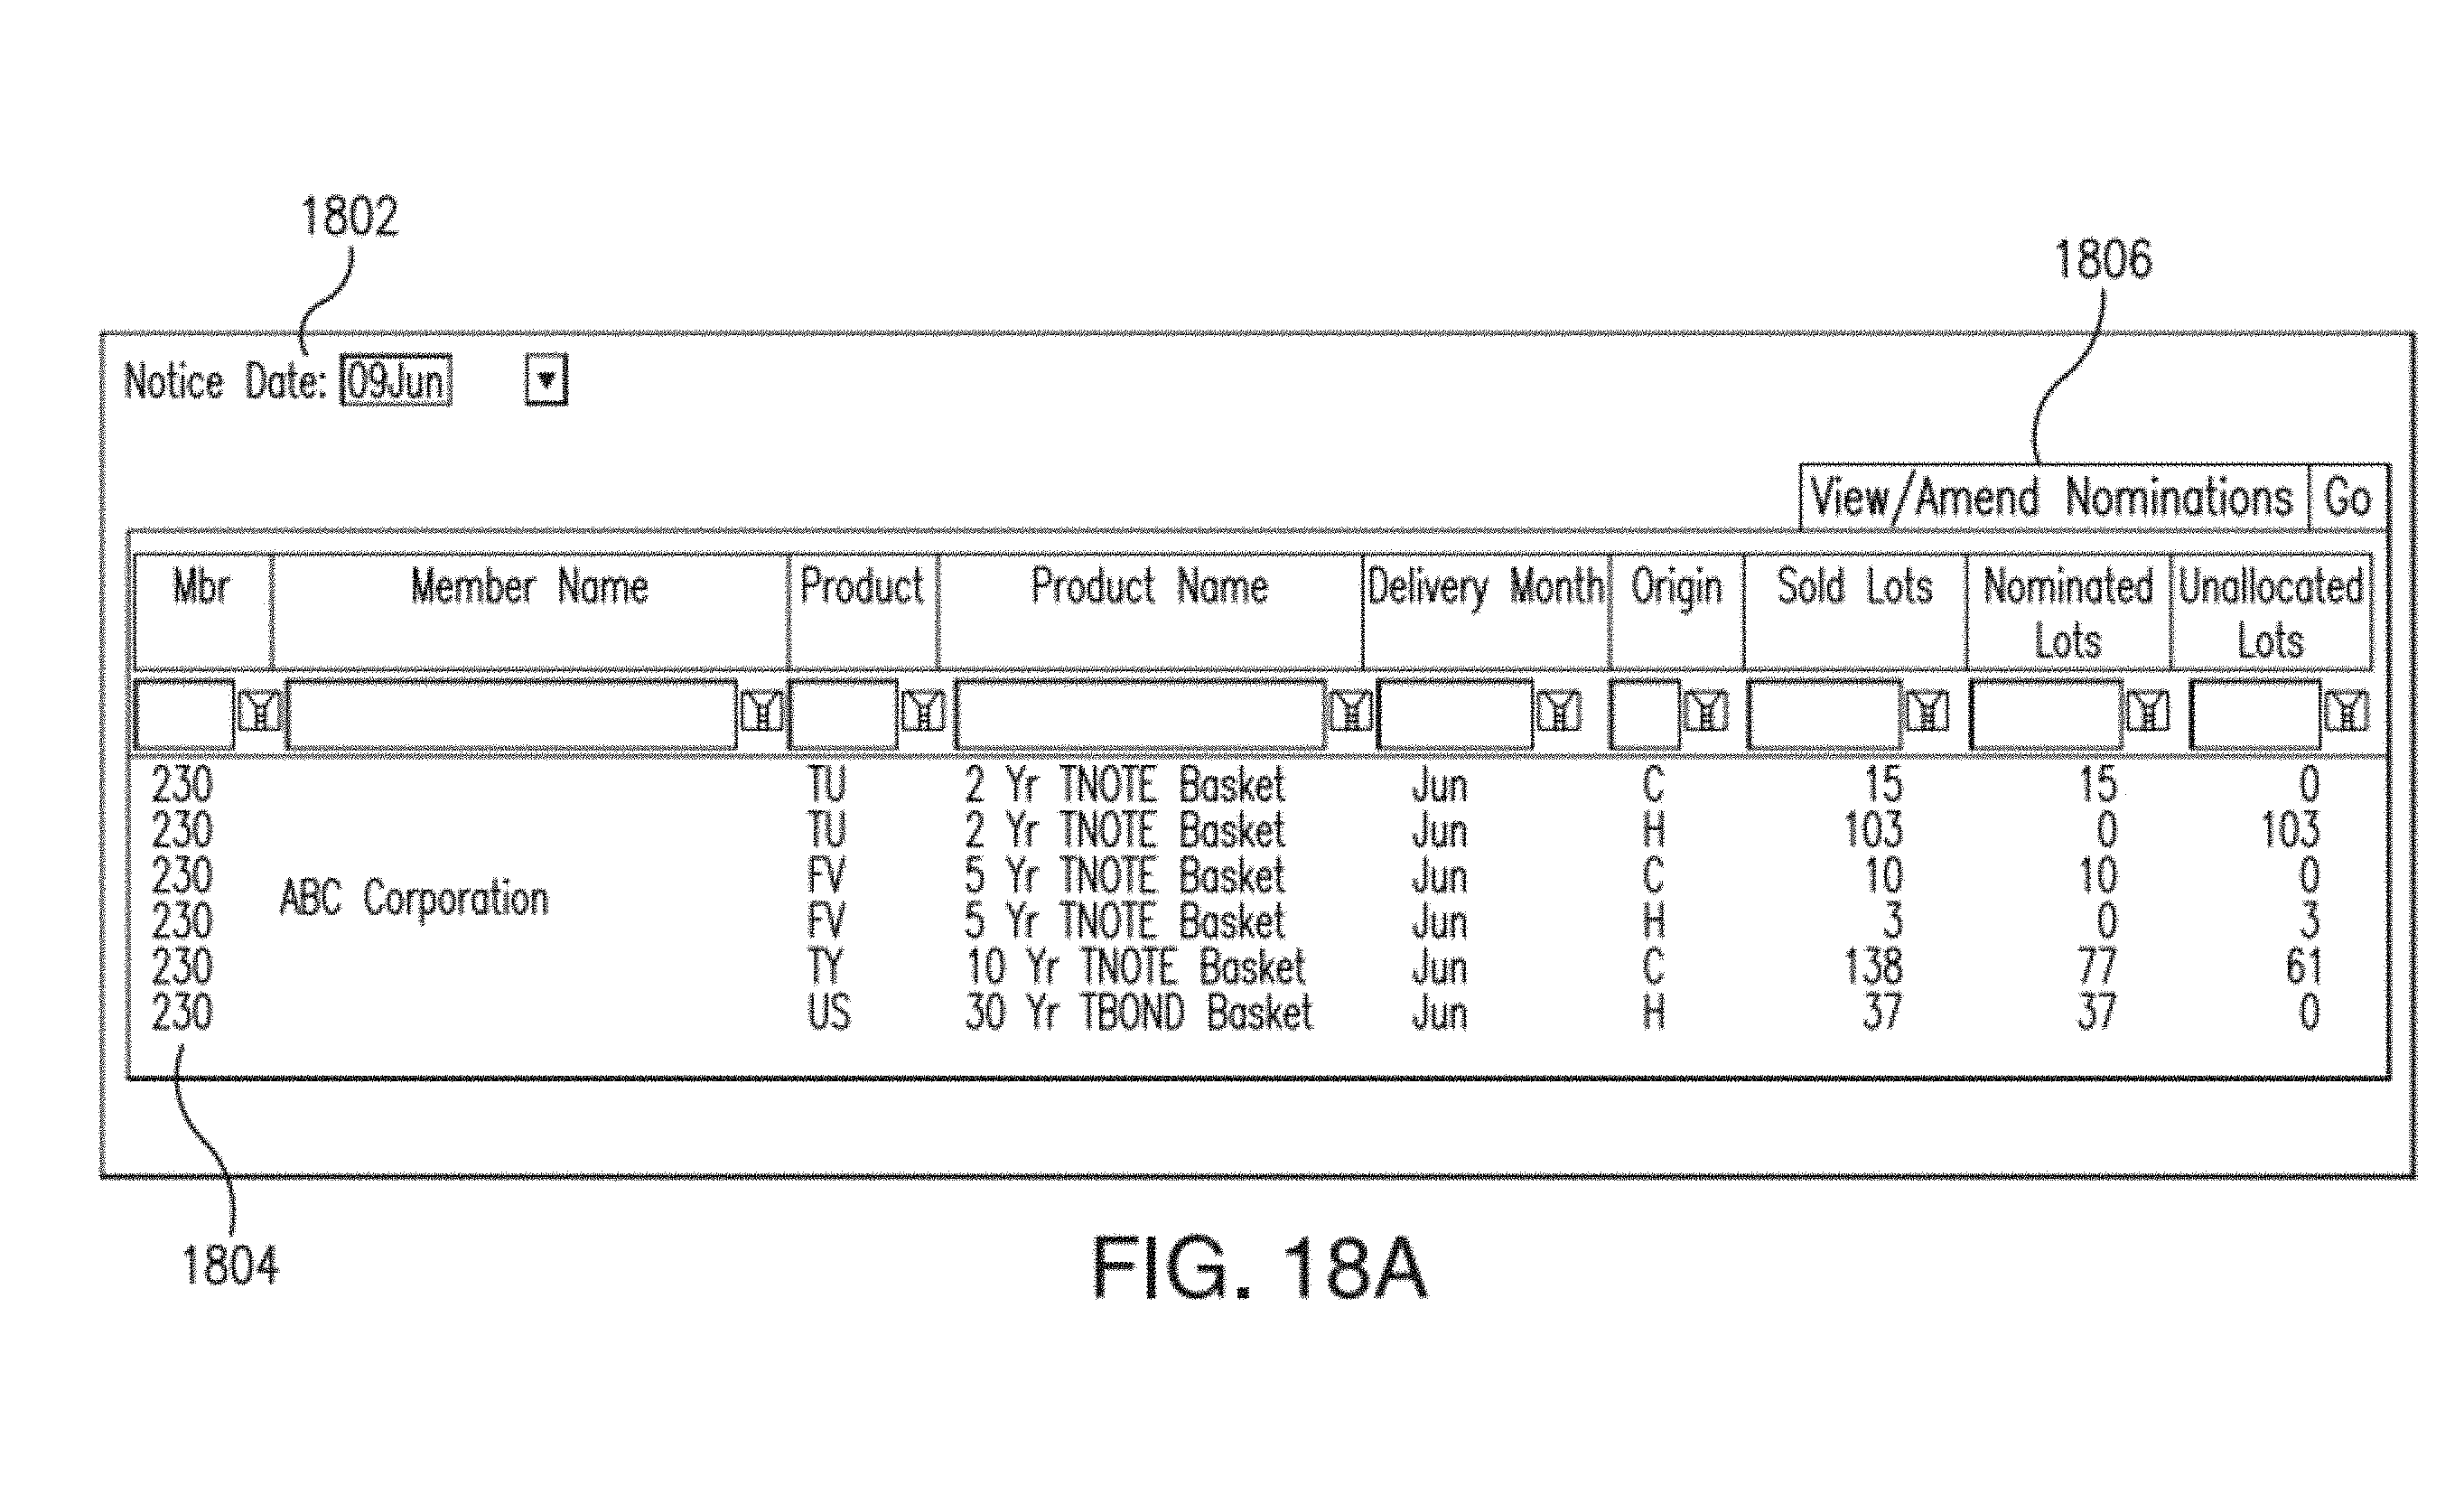 1802
1806
Notice Date: 09Jun
View/Amend Nominations Go
Mbr Member Name Product Product Name Delivery Month Origin Sold Lots Nominated Lots Unallocated Lots
230 TU 2 Yr TNOTE Basket Jun C 15 15 0
230 TU 2 Yr TNOTE Basket Jun H 103 0 103
230 FV 5 Yr TNOTE Basket Jun C 10 10 0
ABC Corporation
230 FV 5 Yr TNOTE Basket Jun H 3 0 3
230 TY 10 Yr TNOTE Basket Jun C 138 77 61
230 US 30 Yr TBOND Basket Jun H 37 37 0
1804
FIG. 18A